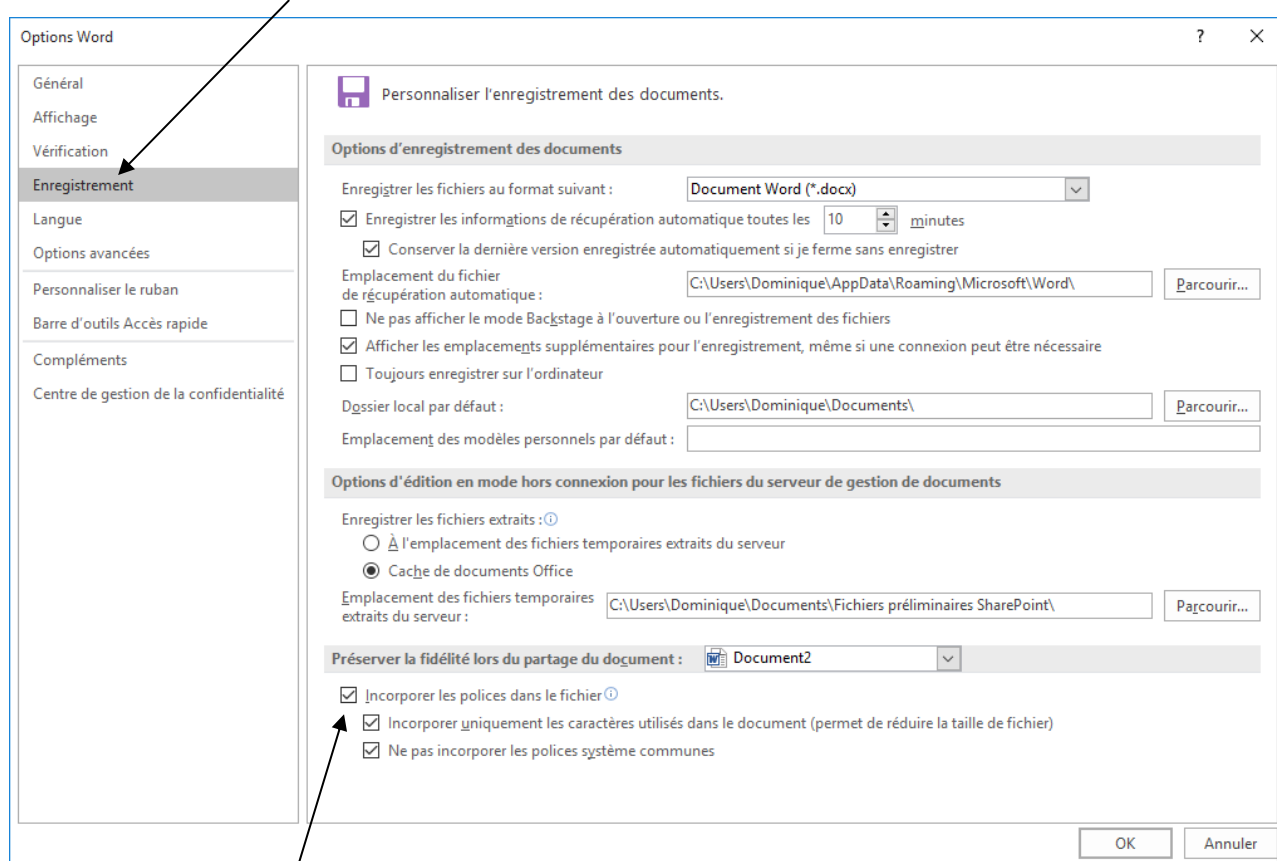 Options Word
?
Général
Affichage
Vérification
Enregistrement
Langue
Options avancées
Personnaliser le ruban
Barre d'outils Accès rapide
Compléments
Centre de gestion de la confidentialité
Personnaliser l'enregistrement des documents.
Options d'enregistrement des documents
Enregistrer les fichiers au format suivant : Document Word (*.docx)
Enregistrer les informations de récupération automatique toutes les 10 minutes
Conserver la dernière version enregistrée automatiquement si je ferme sans enregistrer
Emplacement du fichier
de récupération automatique : C:\Users\Dominique\AppData\Roaming\Microsoft\Word\ Parcourir...
Ne pas afficher le mode Backstage à l'ouverture ou l'enregistrement des fichiers
Afficher les emplacements supplémentaires pour l'enregistrement, même si une connexion peut être nécessaire
Toujours enregistrer sur l'ordinateur
Dossier local par défaut : C:\Users\Dominique\Documents\ Parcourir...
Emplacement des modèles personnels par défaut :
Options d'édition en mode hors connexion pour les fichiers du serveur de gestion de documents
Enregistrer les fichiers extraits :
À l'emplacement des fichiers temporaires extraits du serveur
Cache de documents Office
Emplacement des fichiers temporaires
extraits du serveur : C:\Users\Dominique\Documents\Fichiers préliminaires SharePoint\ Parcourir...
Préserver la fidélité lors du partage du document : Document2
Incorporer les polices dans le fichier
Incorporer uniquement les caractères utilisés dans le document (permet de réduire la taille de fichier)
Ne pas incorporer les polices système communes
OK Annuler